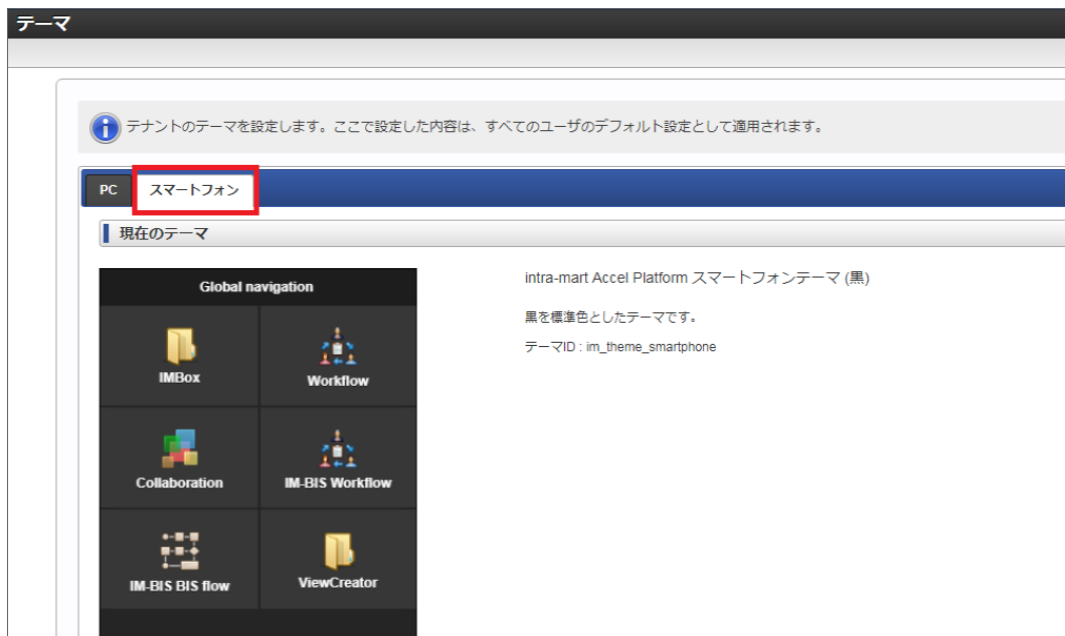 テーマ
テナントのテーマを設定します。ここで設定した内容は、すべてのユーザのデフォルト設定として適用されます。
PC スマートフォン
現在のテーマ
Global navigation
IMBox Workflow
Collaboration IM-BIS Workflow
IM-BIS BIS flow ViewCreator
intra-mart Accel Platform スマートフォンテーマ (黒)
黒を標準色としたテーマです。
テーマID : im_theme_smartphone